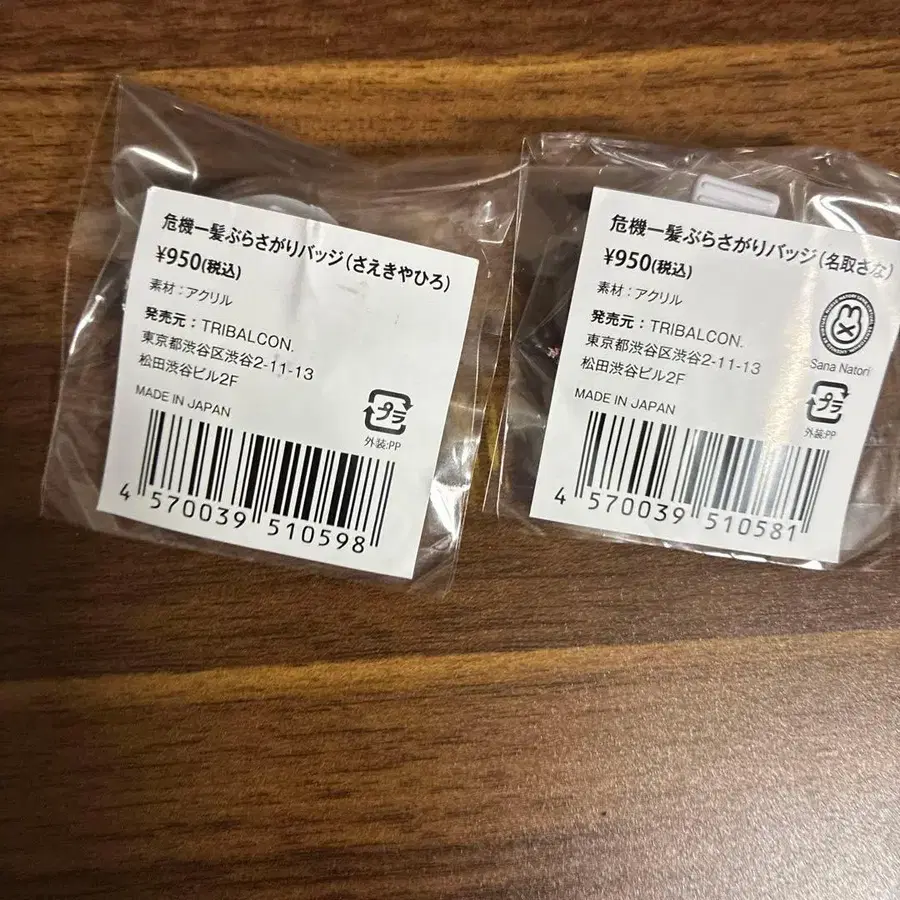 危機一髪ぶらさがりバッジ(さえきやひろ)
¥950(税込)
素材：アクリル
発売元：TRIBALCON.
東京都渋谷区渋谷2-11-13
松田渋谷ビル2F
MADE IN JAPAN
プラ
外装:PP
4 570039 510598
危機一髪ぶらさがりバッジ(名取さな)
¥950(税込)
素材：アクリル
発売元：TRIBALCON.
東京都渋谷区渋谷2-11-13
松田渋谷ビル2F
MADE IN JAPAN
Sana Natori
プラ
外装:PP
4 570039 510581